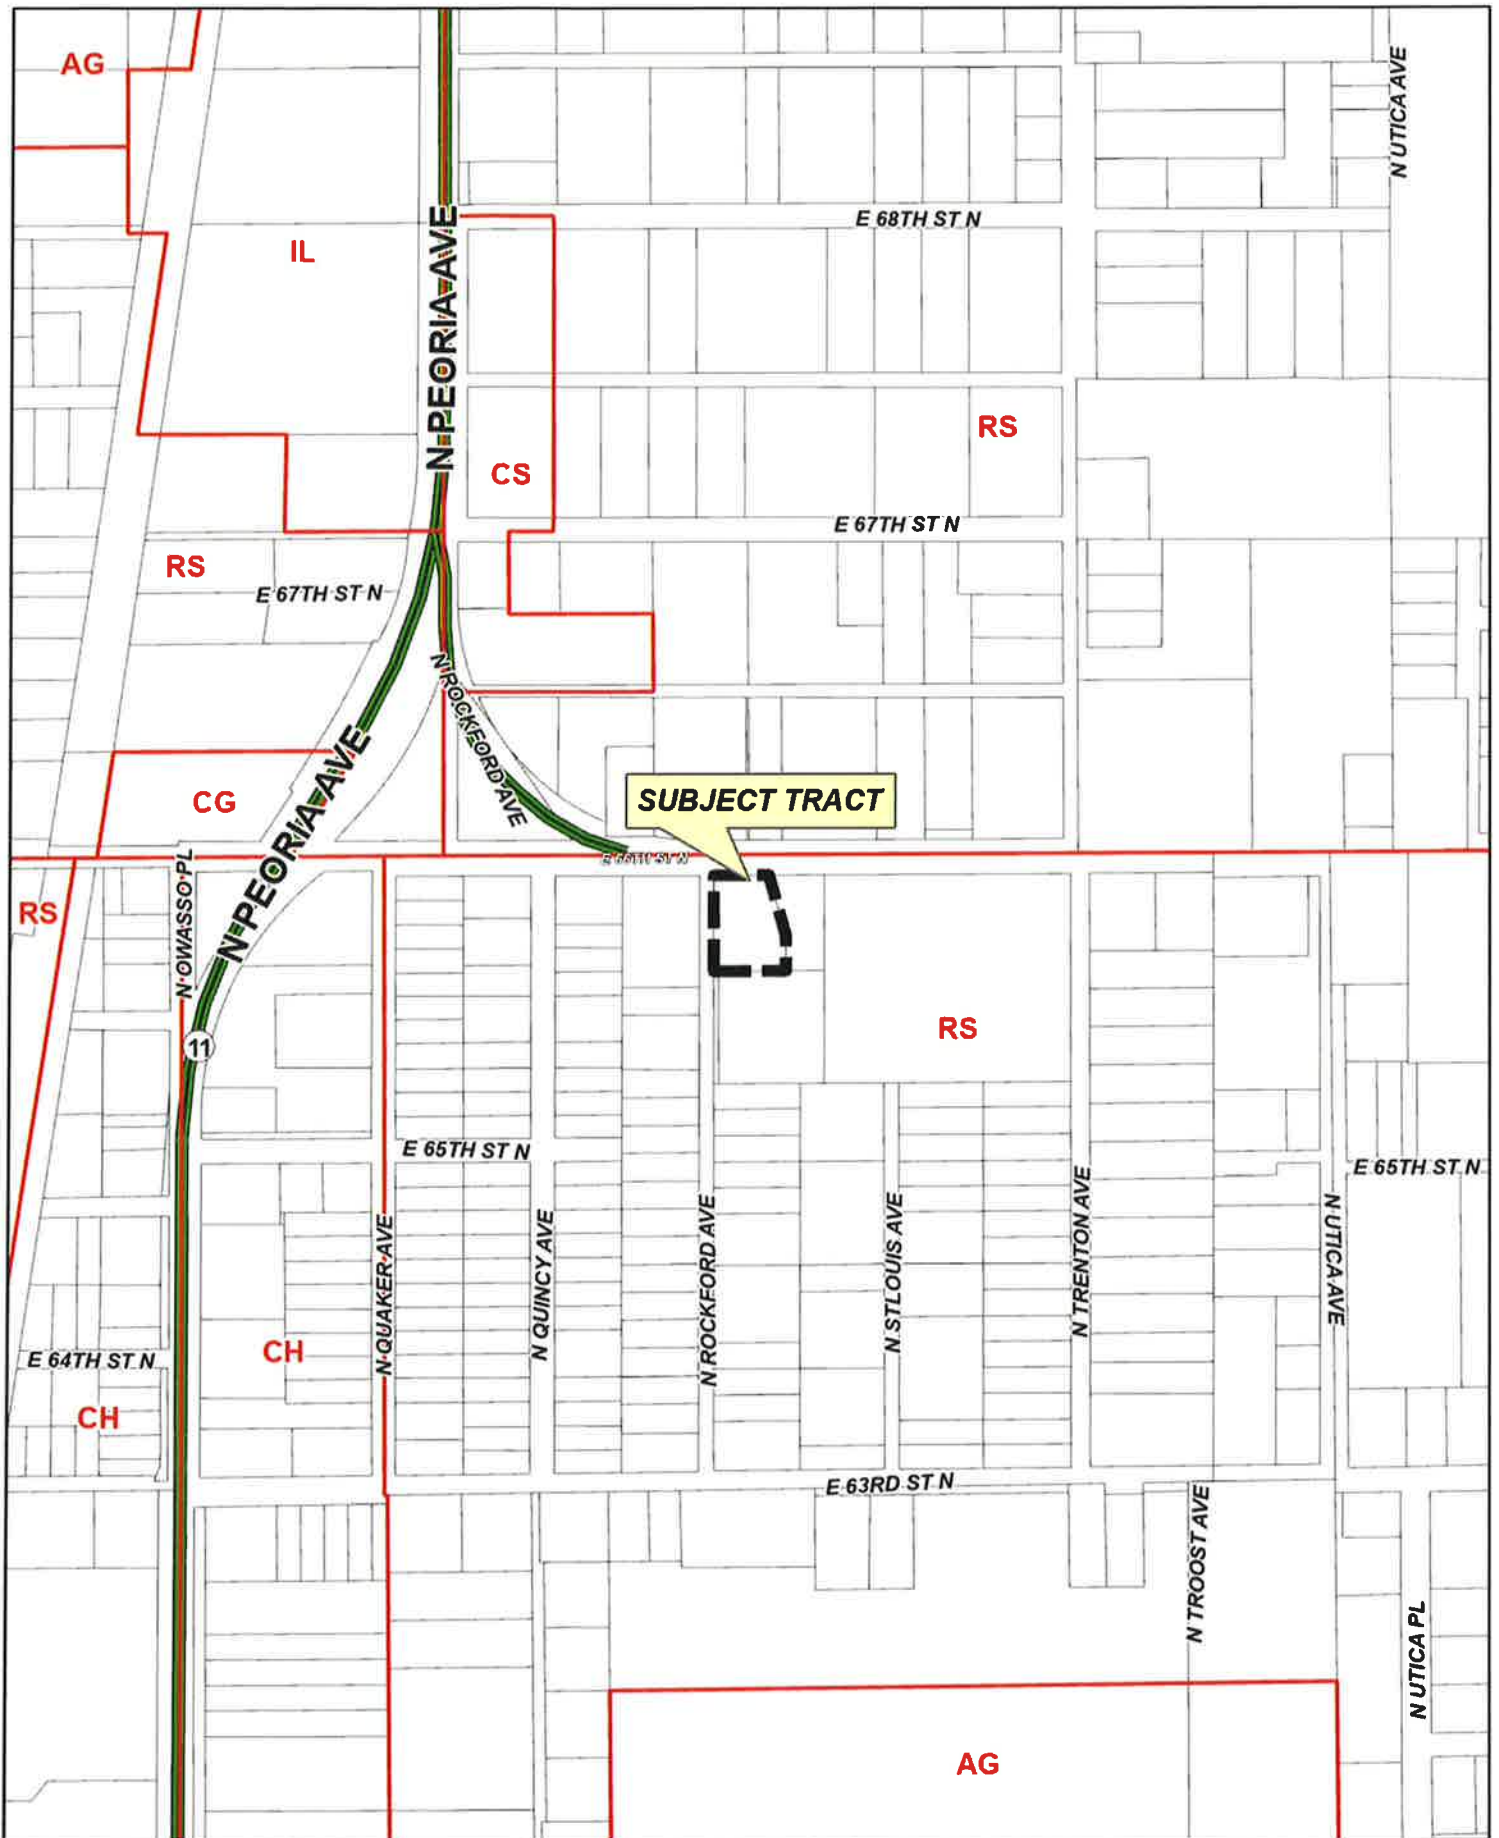 AG
N UTICA AVE
E 68TH ST N
IL
N PEORIA AVE
RS
CS
E 67TH ST N
RS
E 67TH ST N
N ROCKFORD AVE
CG
N PEORIA AVE
SUBJECT TRACT
E 66TH ST N
N OWASSO PL
RS
RS
11
E 65TH ST N
E 65TH ST N
N QUAKER AVE
N QUINCY AVE
N ROCKFORD AVE
N STLOUIS AVE
N TRENTON AVE
N UTICA AVE
CH
E 64TH ST N
CH
E 63RD ST N
N TROOST AVE
N UTICA PL
AG